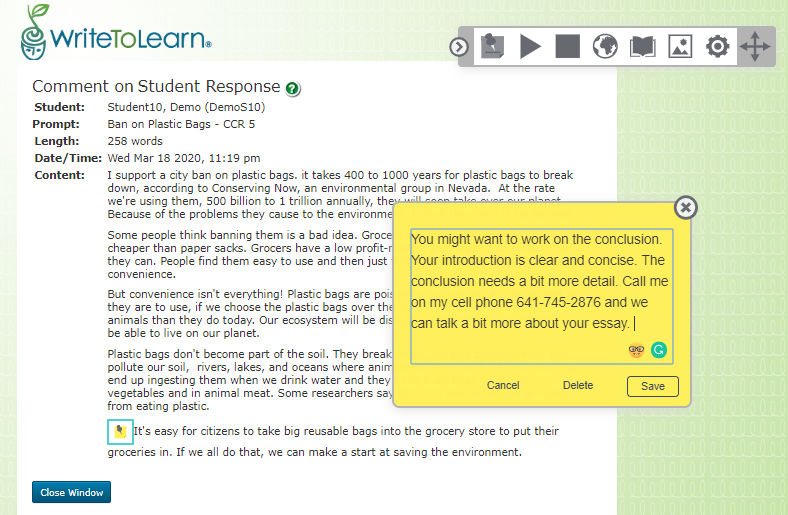 WriteToLearn®
Comment on Student Response ?
Student: Student10, Demo (DemoS10)
Prompt: Ban on Plastic Bags - CCR 5
Length: 258 words
Date/Time: Wed Mar 18 2020, 11:19 pm
Content: I support a city ban on plastic bags. it takes 400 to 1000 years for plastic bags to break
down, according to Conserving Now, an environmental group in Nevada. At the rate
we're using them, 500 billion to 1 trillion annually, they will soon take over our planet.
Because of the problems they cause to the environme
Some people think banning them is a bad idea. Groce
cheaper than paper sacks. Grocers have a low profit-r
they can. People find them easy to use and then just
convenience.
But convenience isn't everything! Plastic bags are poi
they are to use, if we choose the plastic bags over the
animals than they do today. Our ecosystem will be dis
be able to live on our planet.
Plastic bags don't become part of the soil. They break
pollute our soil, rivers, lakes, and oceans where anim
end up ingesting them when we drink water and they
vegetables and in animal meat. Some researchers say
from eating plastic.
It's easy for citizens to take big reusable bags into the grocery store to put their
groceries in. If we all do that, we can make a start at saving the environment.
Close Window
You might want to work on the conclusion.
Your introduction is clear and concise. The
conclusion needs a bit more detail. Call me
on my cell phone 641-745-2876 and we
can talk a bit more about your essay.
Cancel Delete Save